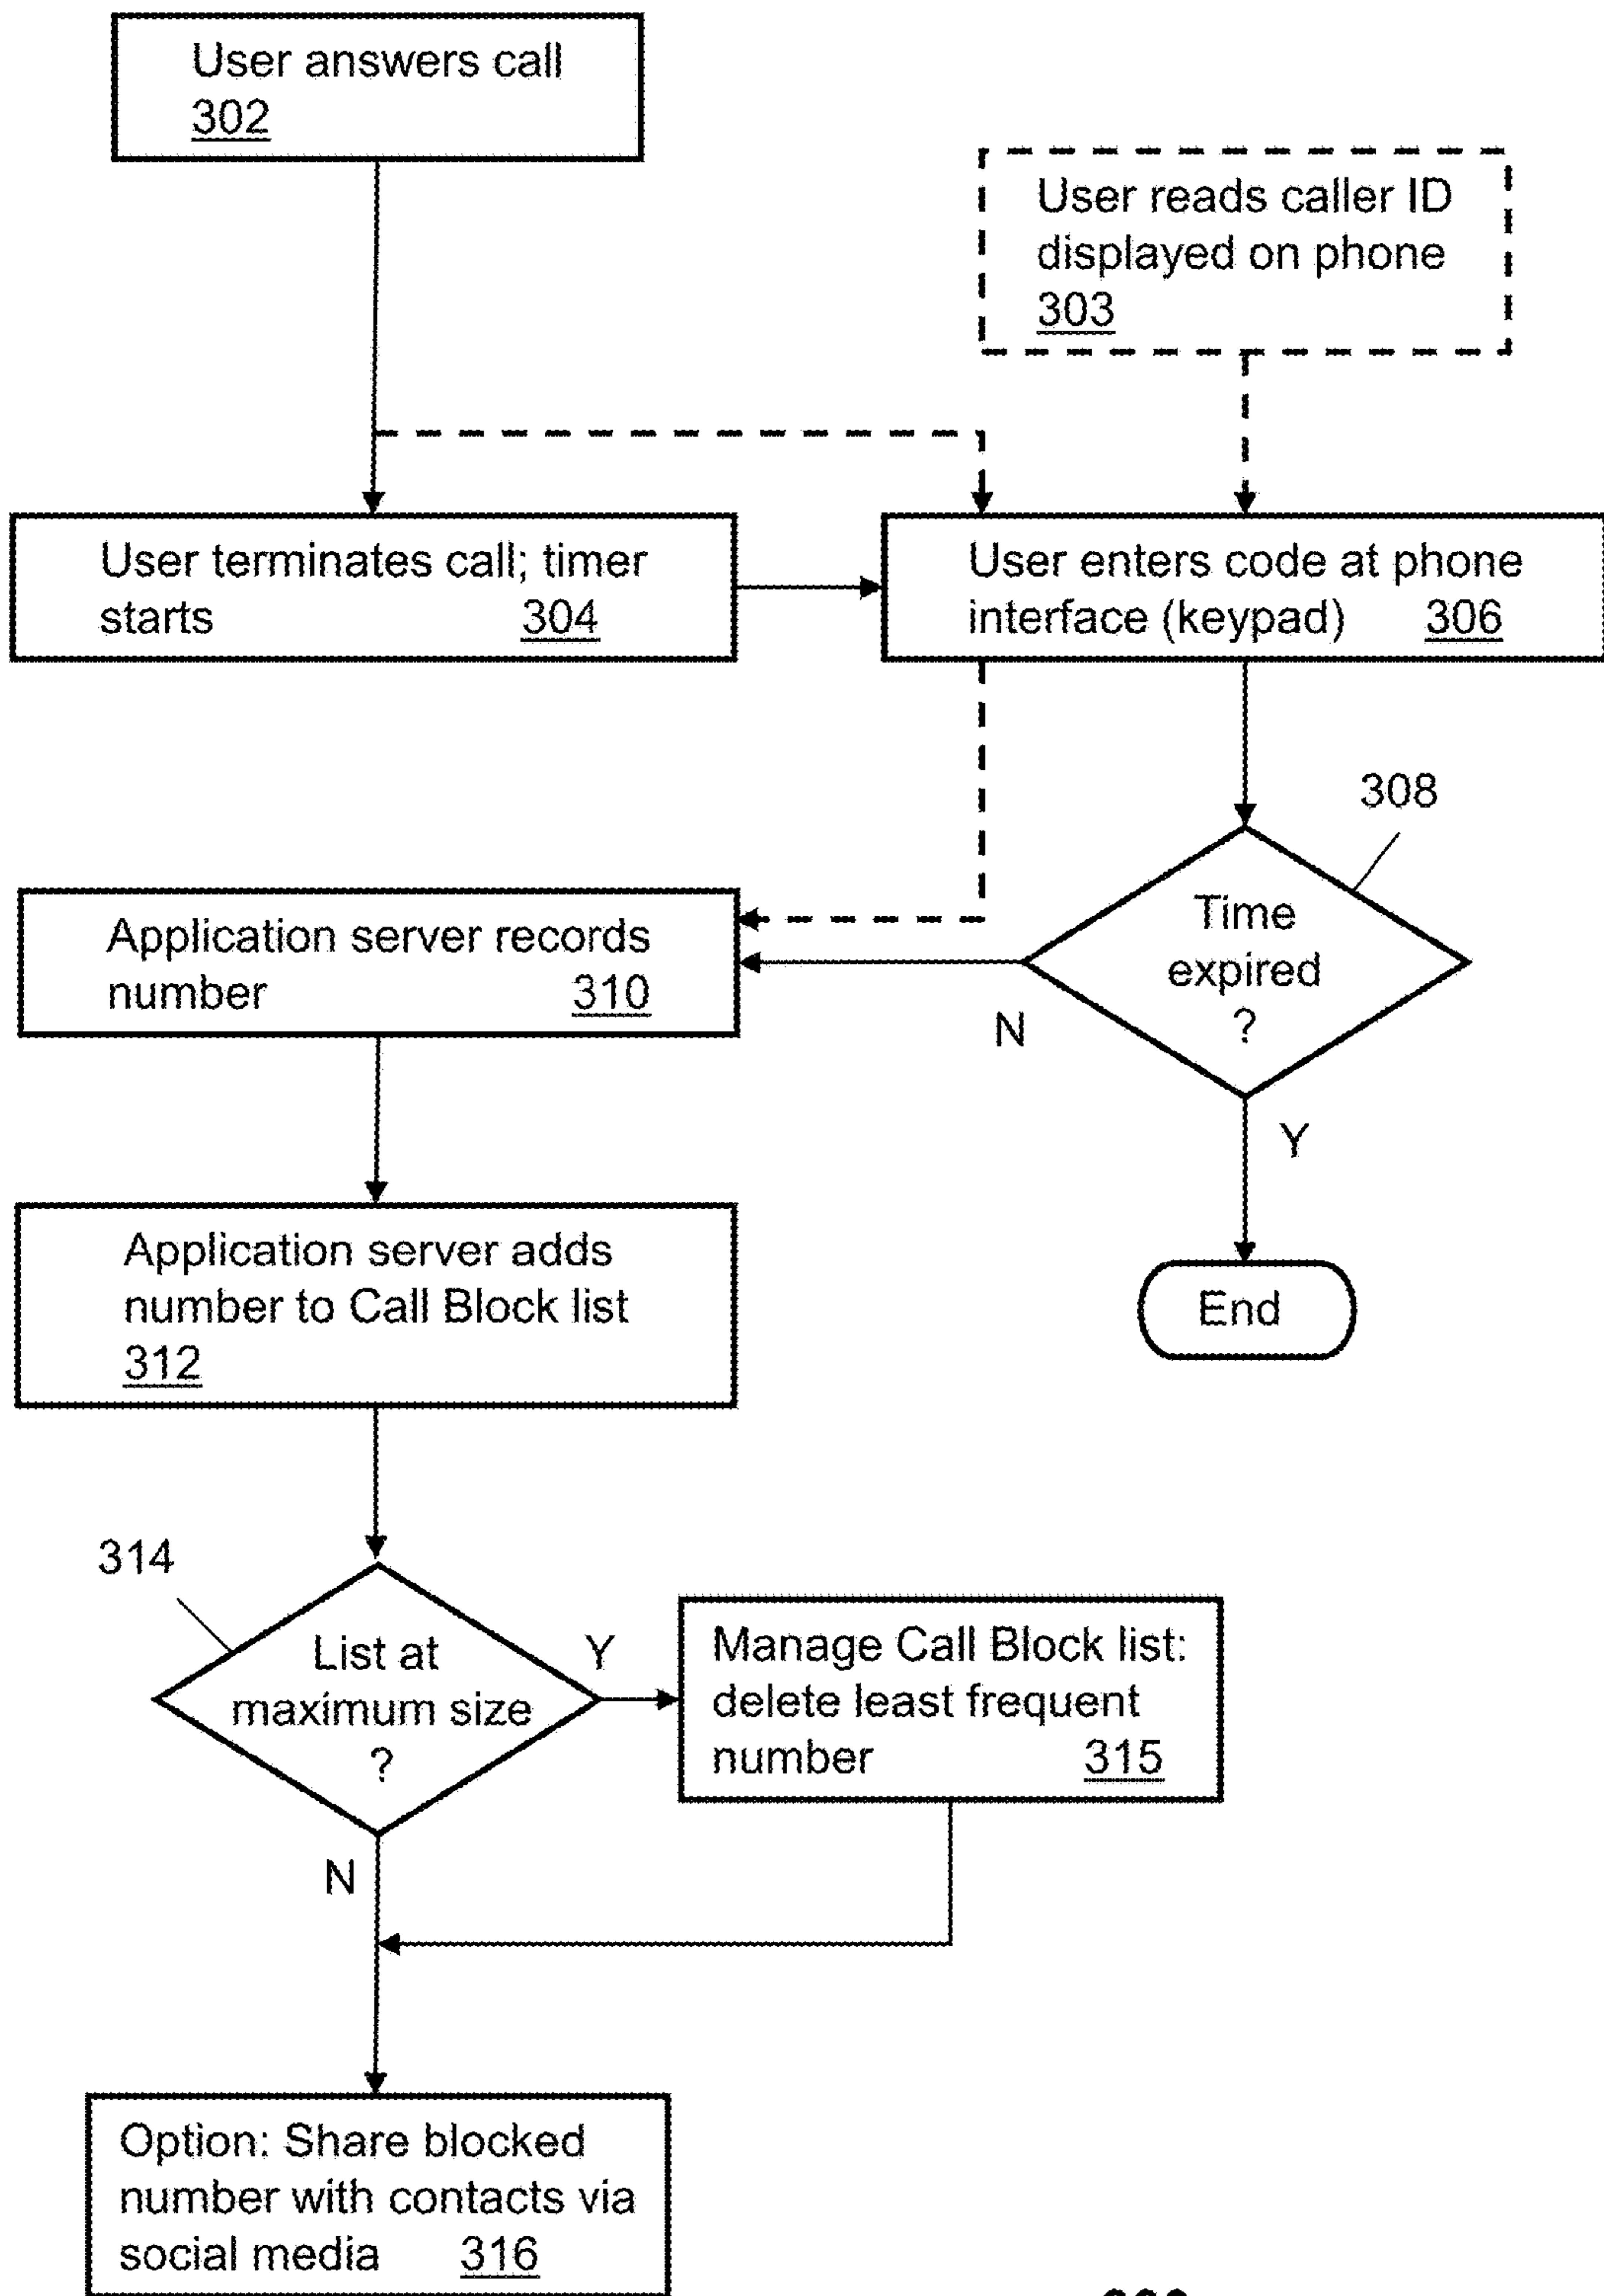 User answers call
302
User reads caller ID
displayed on phone
303
User terminates call; timer
starts 304
User enters code at phone
interface (keypad) 306
308
Time
expired
?
N
Y
End
Application server records
number 310
Application server adds
number to Call Block list
312
314
List at
maximum size
?
Y
N
Manage Call Block list:
delete least frequent
number 315
Option: Share blocked
number with contacts via
social media 316